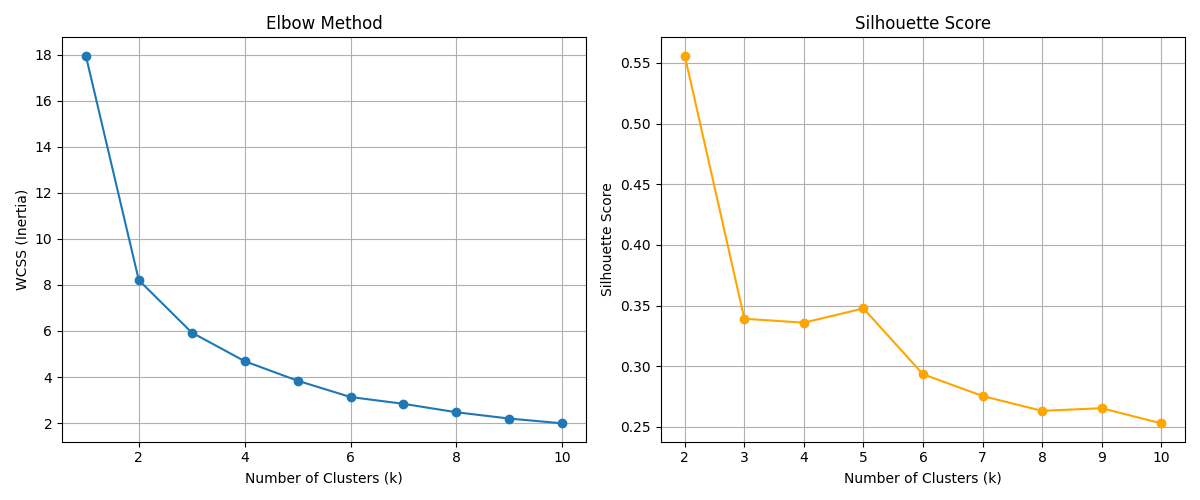 Elbow Method
WCSS (Inertia)
18
16
14
12
10
8
6
4
2
2 4 6 8 10
Number of Clusters (k)
Silhouette Score
Silhouette Score
0.55
0.50
0.45
0.40
0.35
0.30
0.25
2 3 4 5 6 7 8 9 10
Number of Clusters (k)